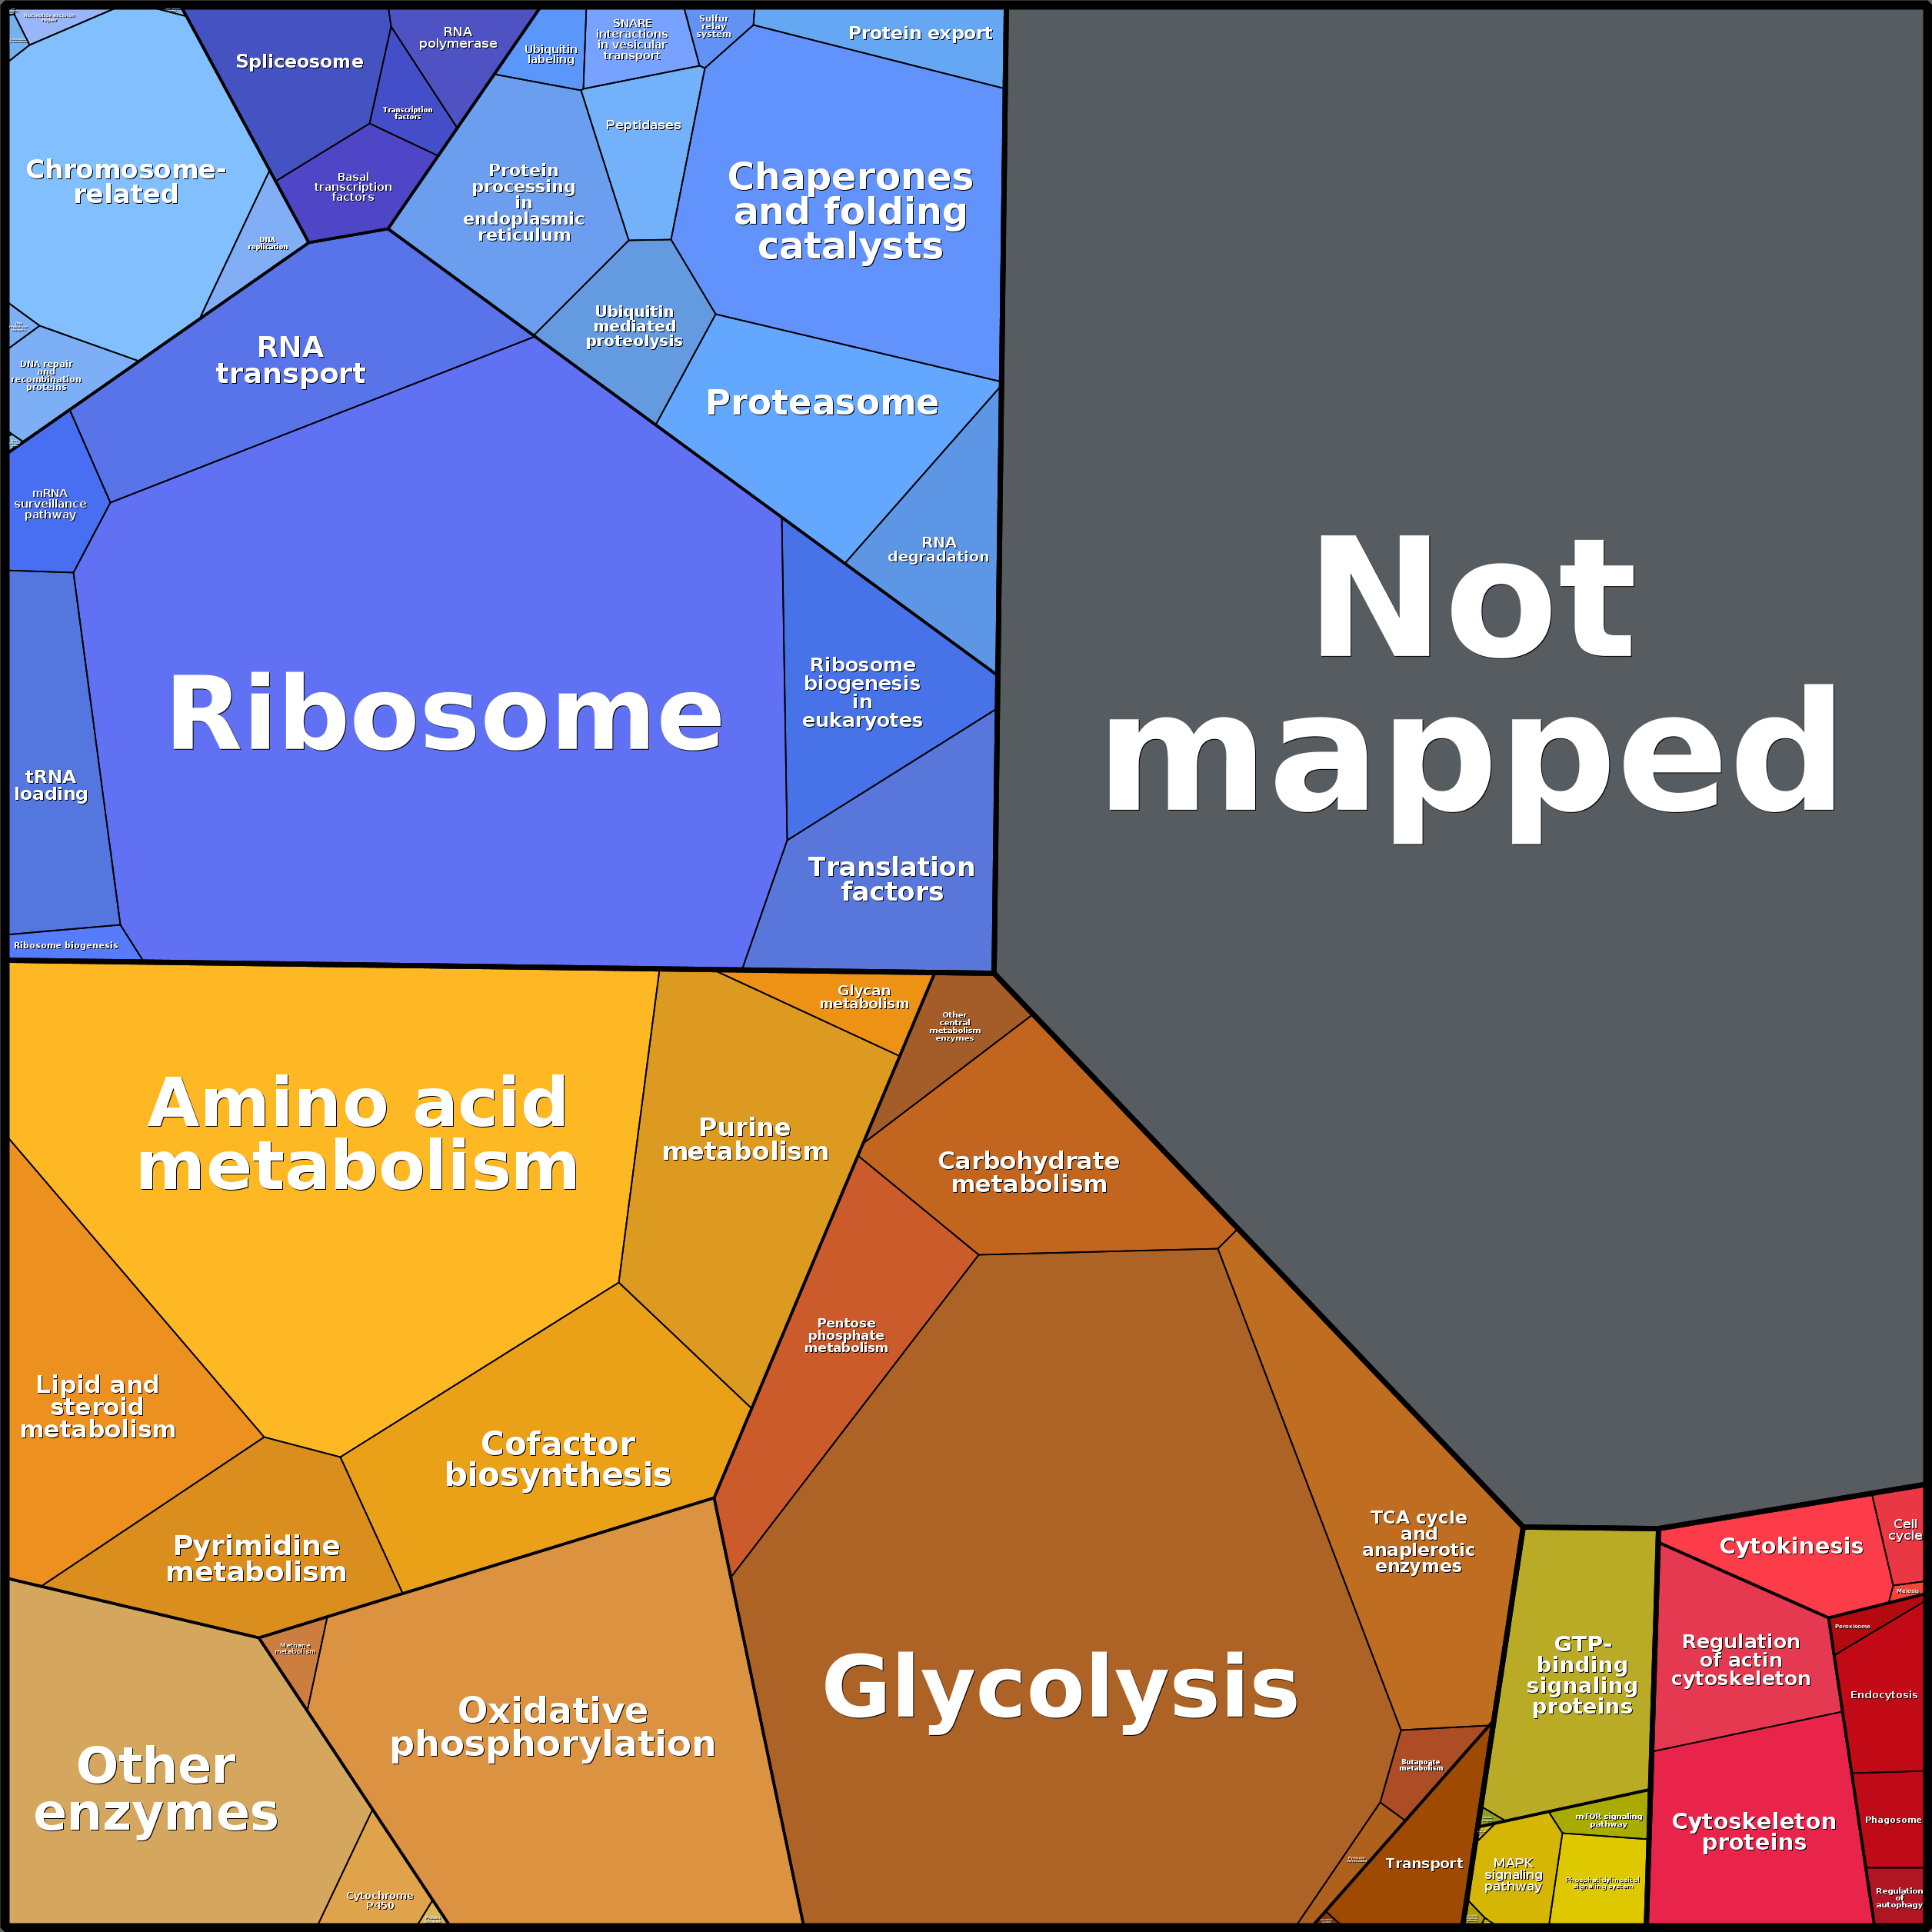 Nucleotide excision
repair
Spliceosome
RNA
polymerase
Transcription
factors
Basal
transcription
factors
Chromosome-
related
DNA
replication
DNA repair
and
recombination
proteins
Ubiquitin
labeling
SNARE
interactions
in vesicular
transport
Sulfur
relay
system
Protein export
Peptidases
Protein
processing
in
endoplasmic
reticulum
Chaperones
and folding
catalysts
Ubiquitin
mediated
proteolysis
Proteasome
RNA
degradation
RNA
transport
mRNA
surveillance
pathway
tRNA
loading
Ribosome
Ribosome
biogenesis
in
eukaryotes
Translation
factors
Ribosome biogenesis
Not
mapped
Amino acid
metabolism
Purine
metabolism
Glycan
metabolism
Lipid and
steroid
metabolism
Cofactor
biosynthesis
Pyrimidine
metabolism
Other
central
metabolism
enzymes
Carbohydrate
metabolism
Pentose
phosphate
metabolism
Glycolysis
TCA cycle
and
anaplerotic
enzymes
Butanoate
metabolism
Transport
Methane
metabolism
Oxidative
phosphorylation
Other
enzymes
Cytochrome
P450
GTP-
binding
signaling
proteins
mTOR signaling
pathway
MAPK
signaling
pathway
Phosphatidylinositol
signaling system
Cytokinesis
Cell
cycle
Meiosis
Regulation
of actin
cytoskeleton
Cytoskeleton
proteins
Peroxisome
Endocytosis
Phagosome
Regulation
of
autophagy